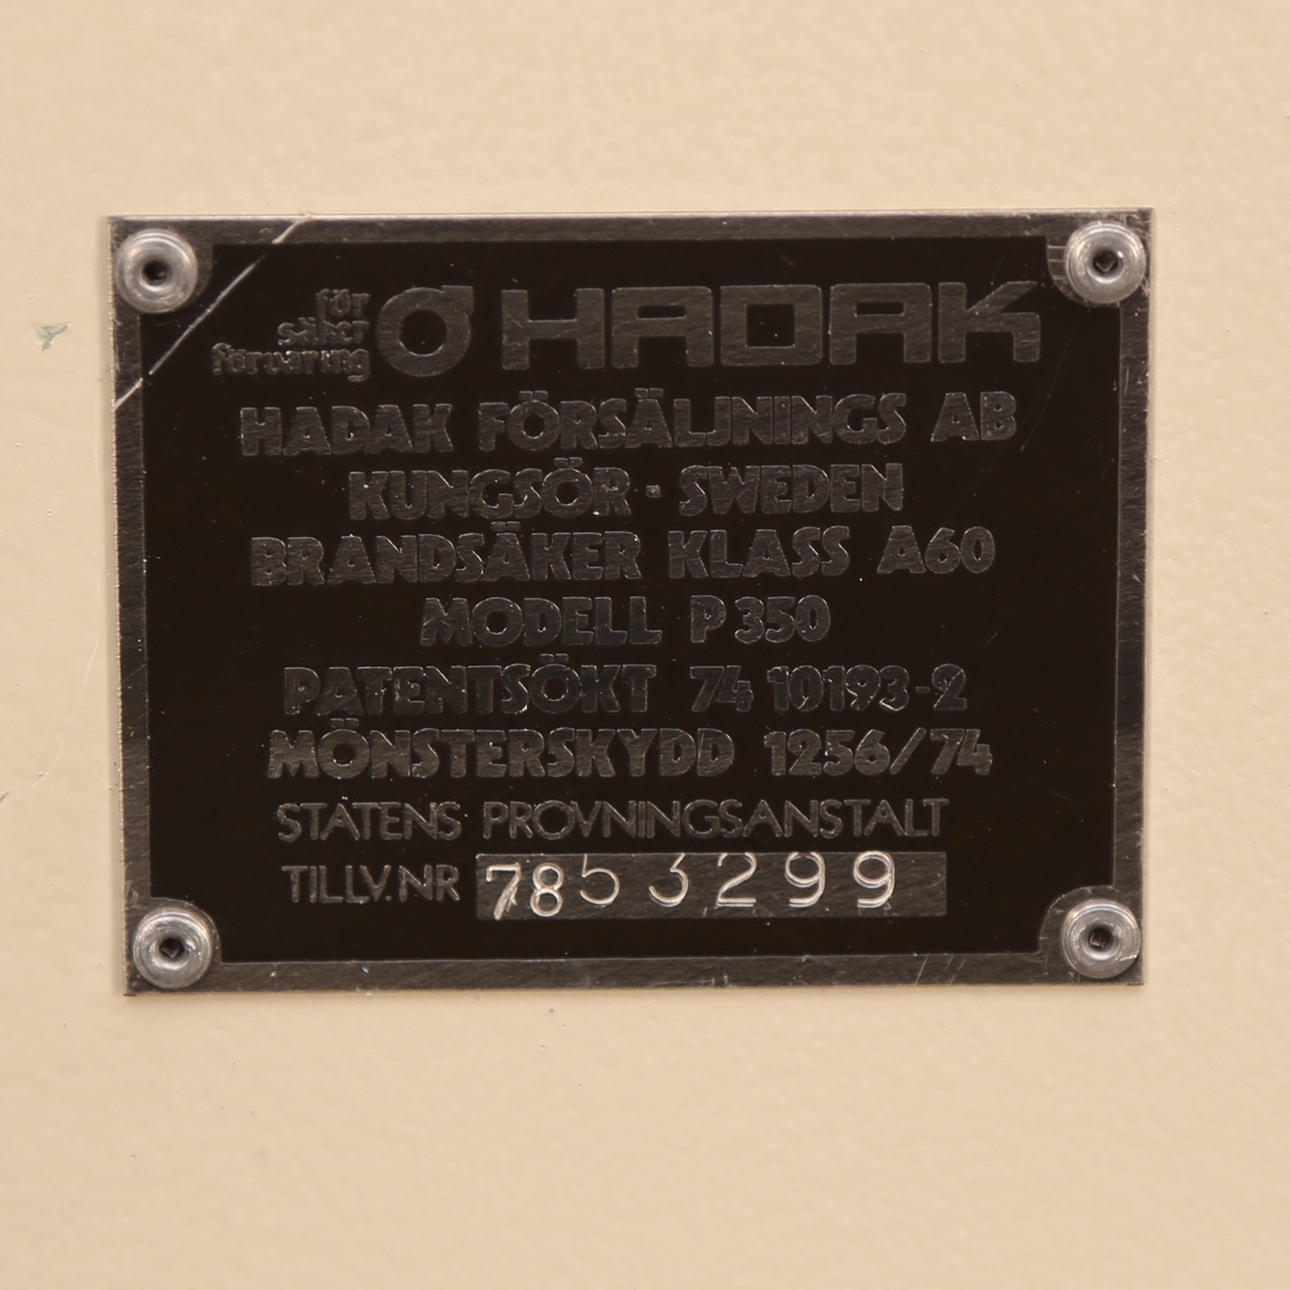 för
säker
förvaring
HADAK
HADAK FÖRSÄLJNINGS AB
KUNGSÖR · SWEDEN
BRANDSÄKER KLASS A60
MODELL P350
PATENTSÖKT 74 10193-2
MÖNSTERSKYDD 1256/74
STATENS PROVNINGSANSTALT
TILLV.NR 7853299